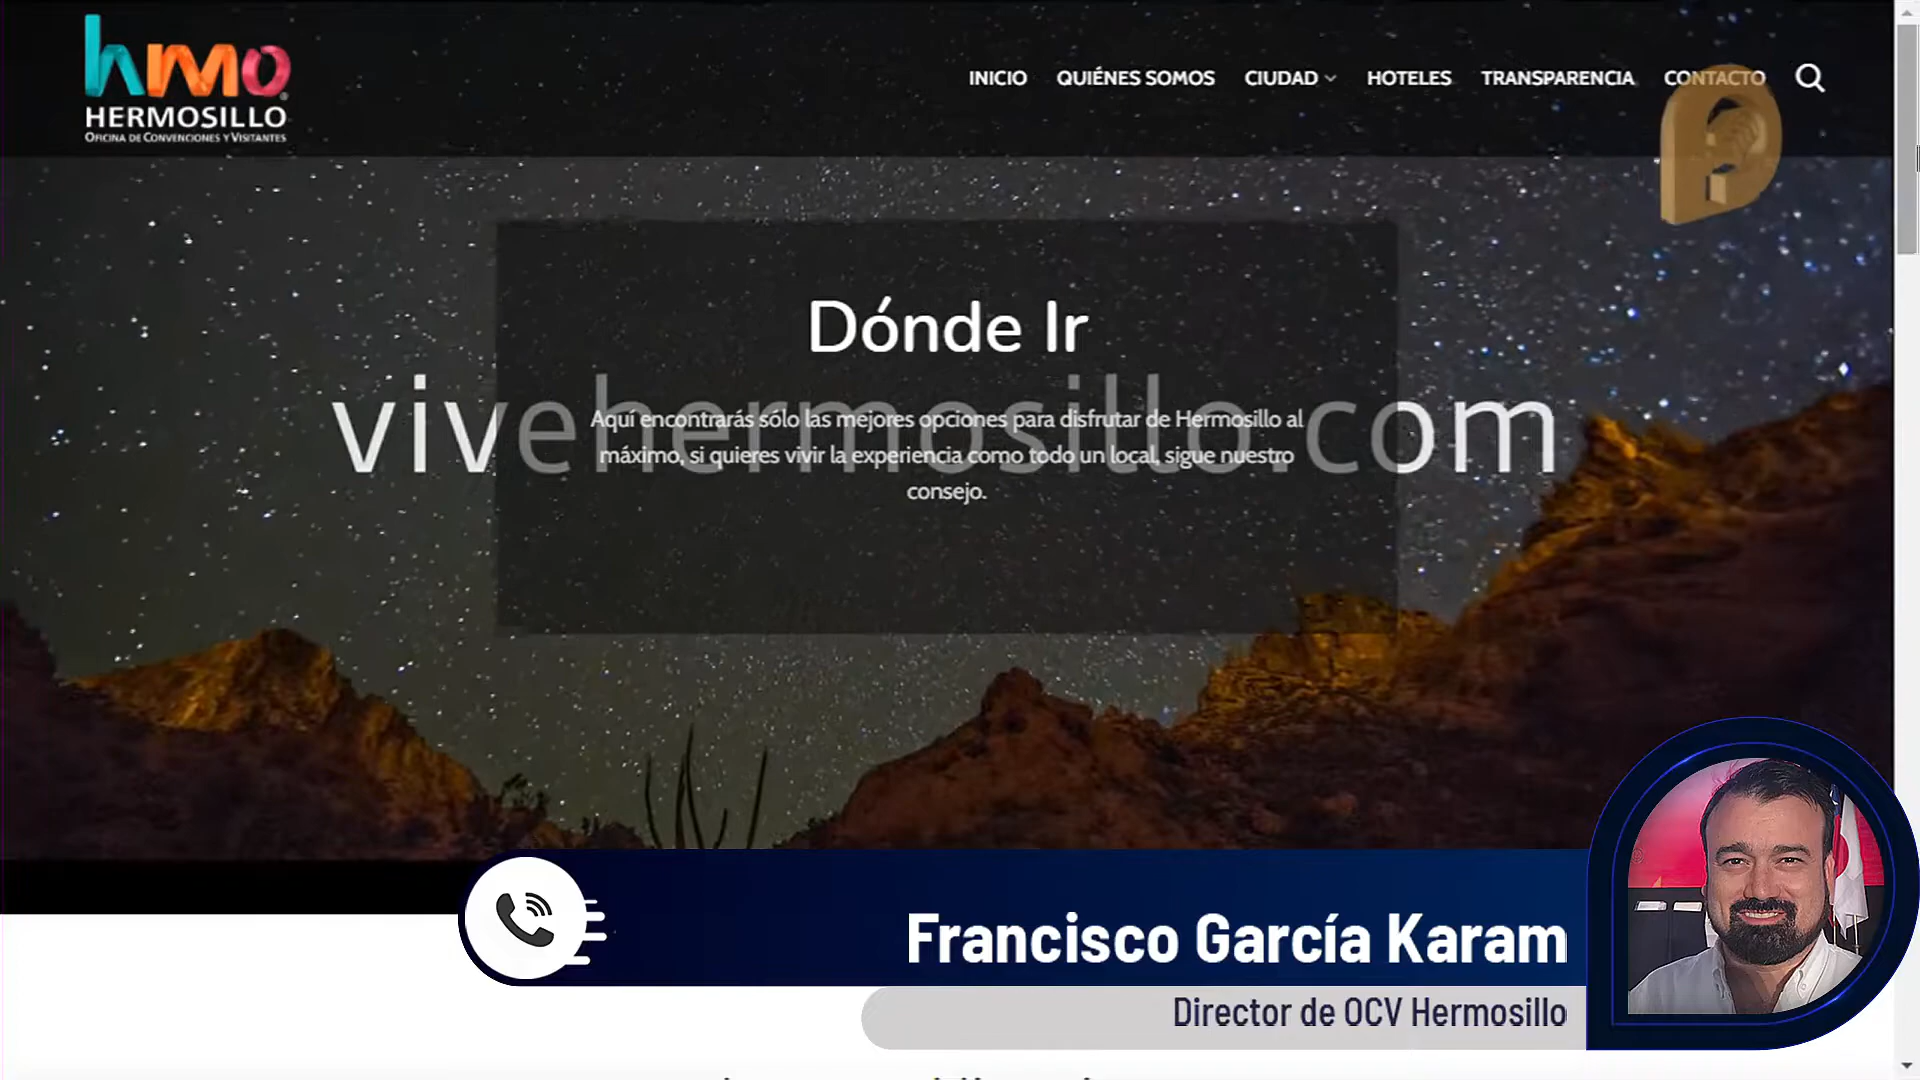 hmo
HERMOSILLO
OFICINA DE CONVENCIONES Y VISITANTES
INICIO QUIÉNES SOMOS CIUDAD HOTELES TRANSPARENCIA CONTACTO
Dónde Ir
vivehermosillo.com
Aquí encontrarás sólo las mejores opciones para disfrutar de Hermosillo al
máximo, si quieres vivir la experiencia como todo un local, sigue nuestro
consejo.
Francisco García Karam
Director de OCV Hermosillo